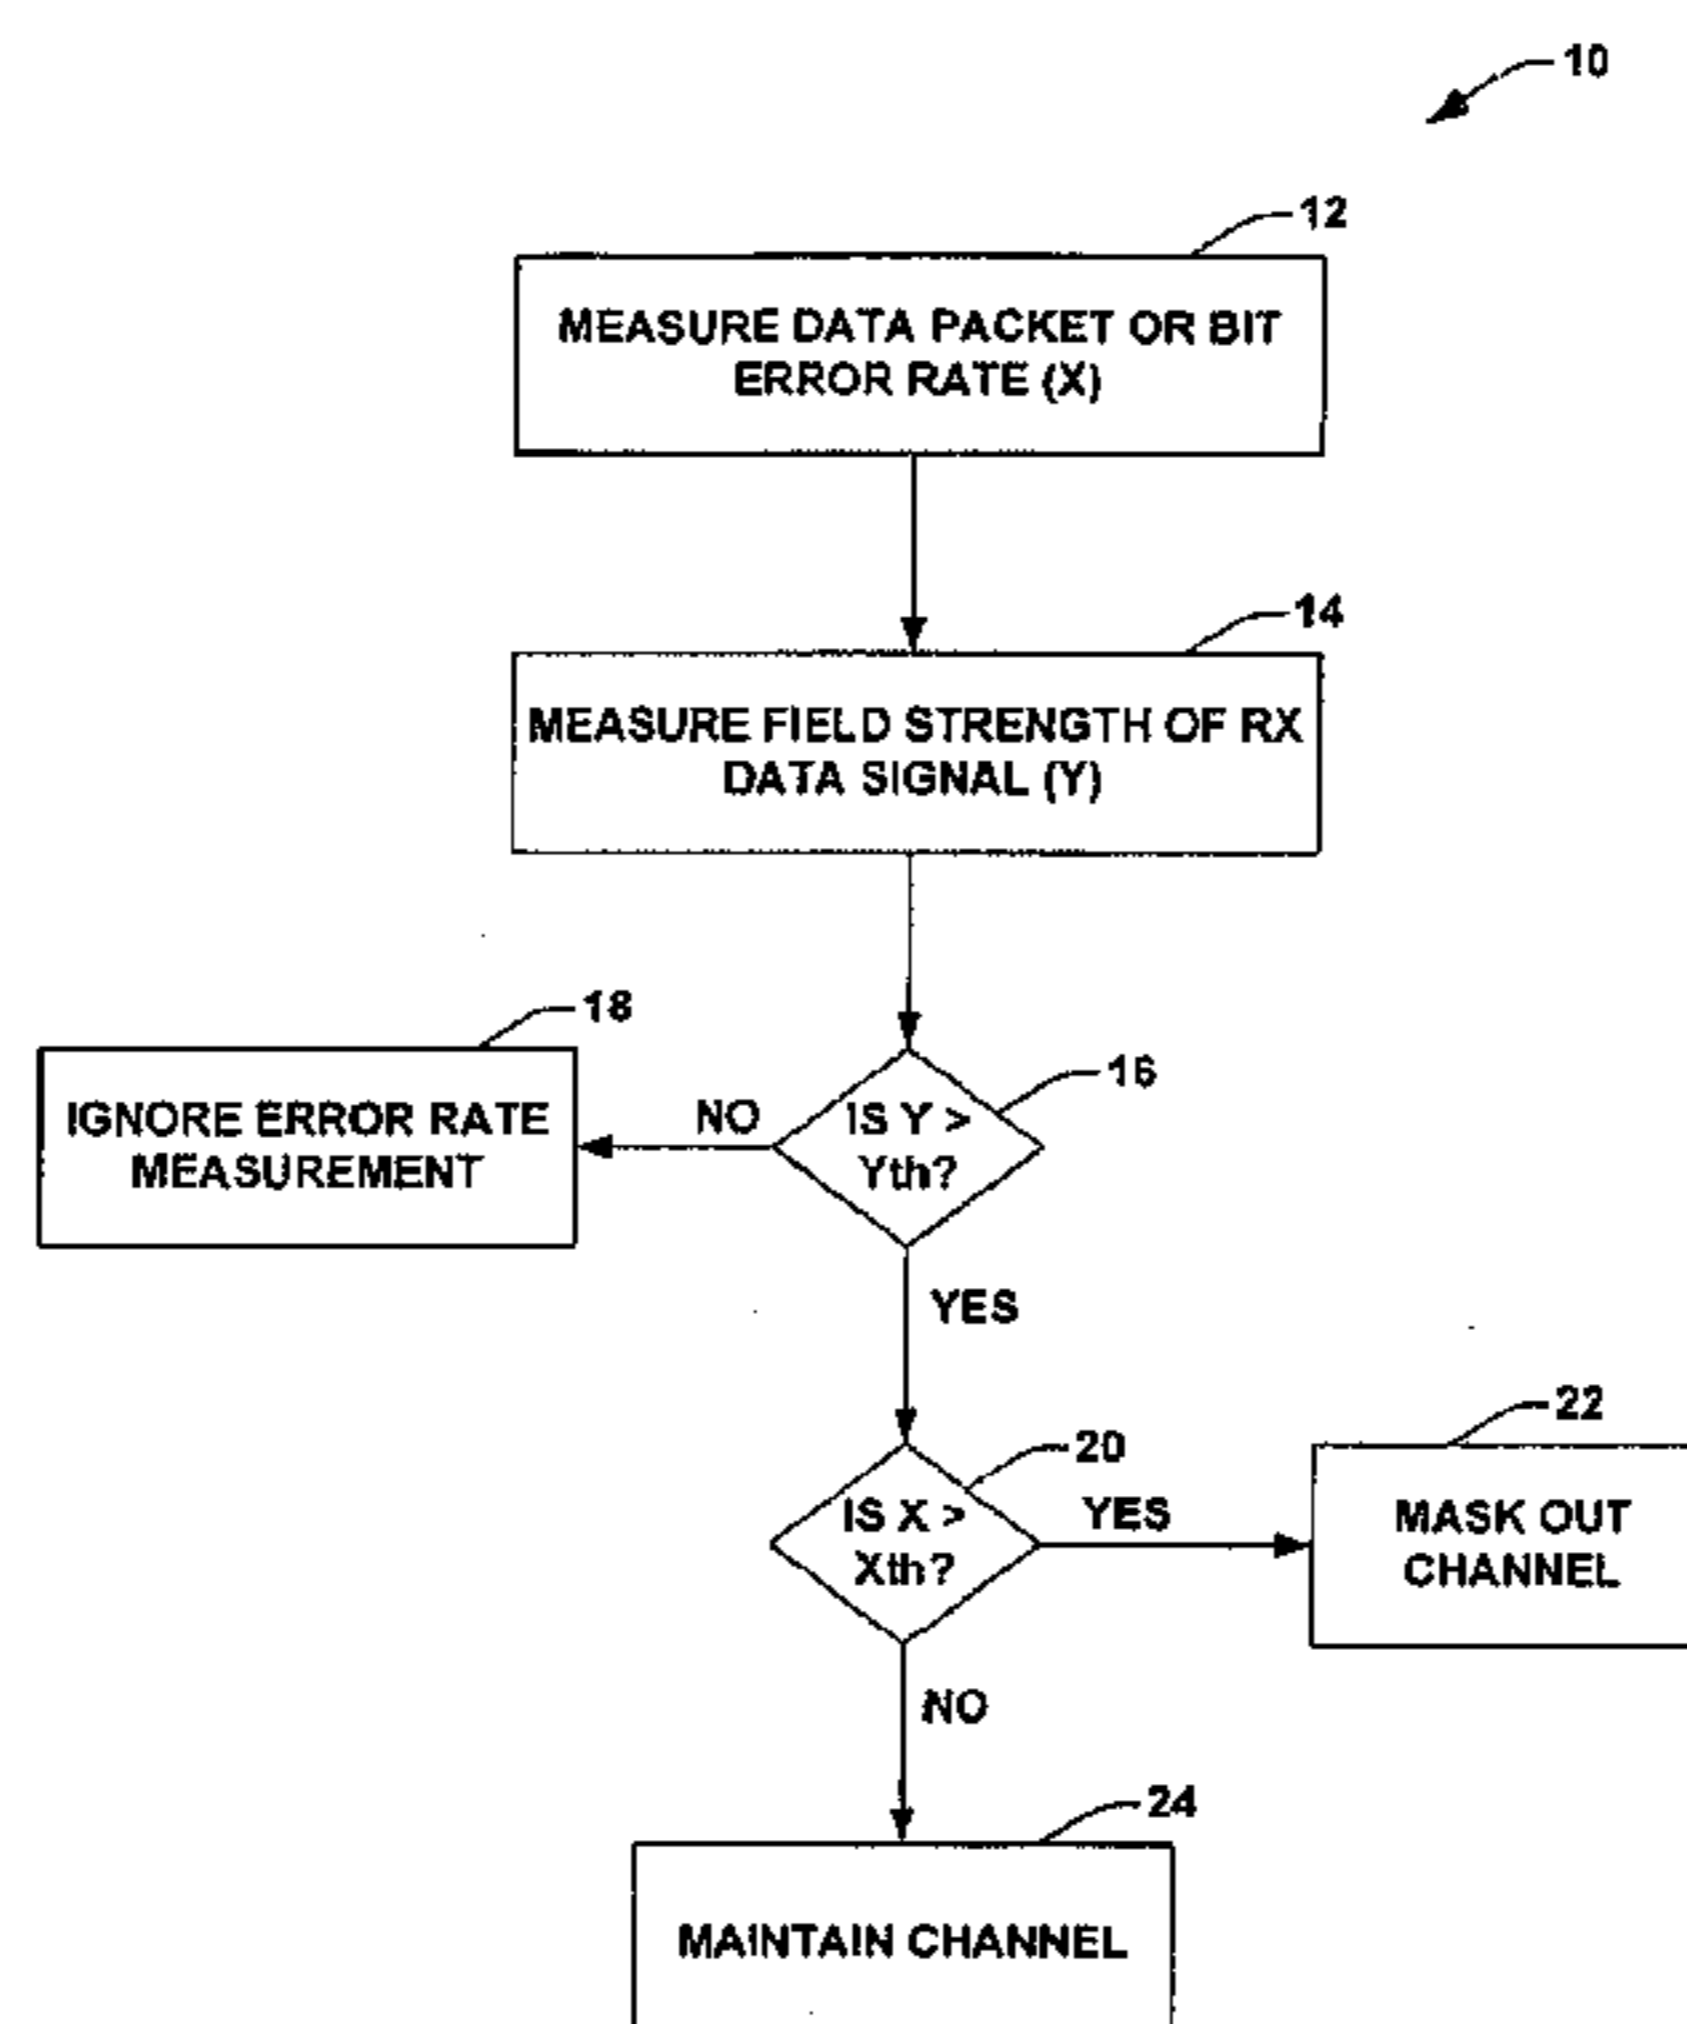 10
12
MEASURE DATA PACKET OR BIT
ERROR RATE (X)
14
MEASURE FIELD STRENGTH OF RX
DATA SIGNAL (Y)
18
IGNORE ERROR RATE
MEASUREMENT
NO
16
IS Y >
Yth?
YES
20
IS X >
Xth?
YES
22
MASK OUT
CHANNEL
NO
24
MAINTAIN CHANNEL